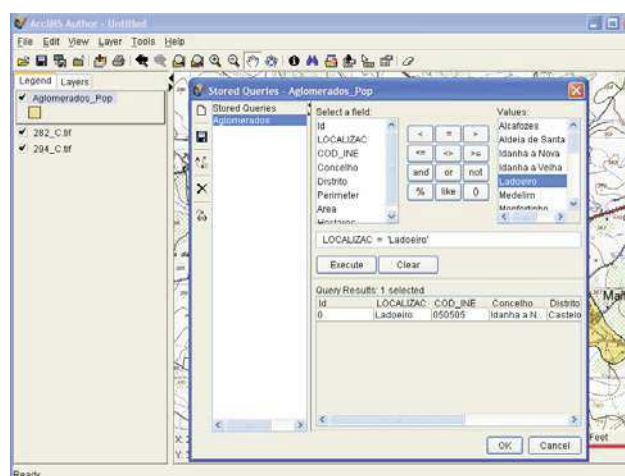 ArcIMS Author - Untitled
File Edit View Layer Tools Help
Legend Layers
Aglomerados_Pop
282_C.tif
294_C.tif
Stored Queries - Aglomerados_Pop
Stored Queries
Aglomerados
Select a field:
Id
LOCALIZAC
COD_INE
Concelho
Distrito
Perimeter
Area
Hectares
< = >
<= <> >=
and or not
% like ()
Values:
Alcafozes
Aldeia de Santa
Idanha a Nova
Idanha a Velha
Ladoeiro
Medelim
Monfortinho
LOCALIZAC = 'Ladoeiro'
Execute Clear
Query Results: 1 selected
Id LOCALIZAC COD_INE Concelho Distrito
0 Ladoeiro 050505 Idanha a N... Castelo
OK Cancel
Feet
Ready